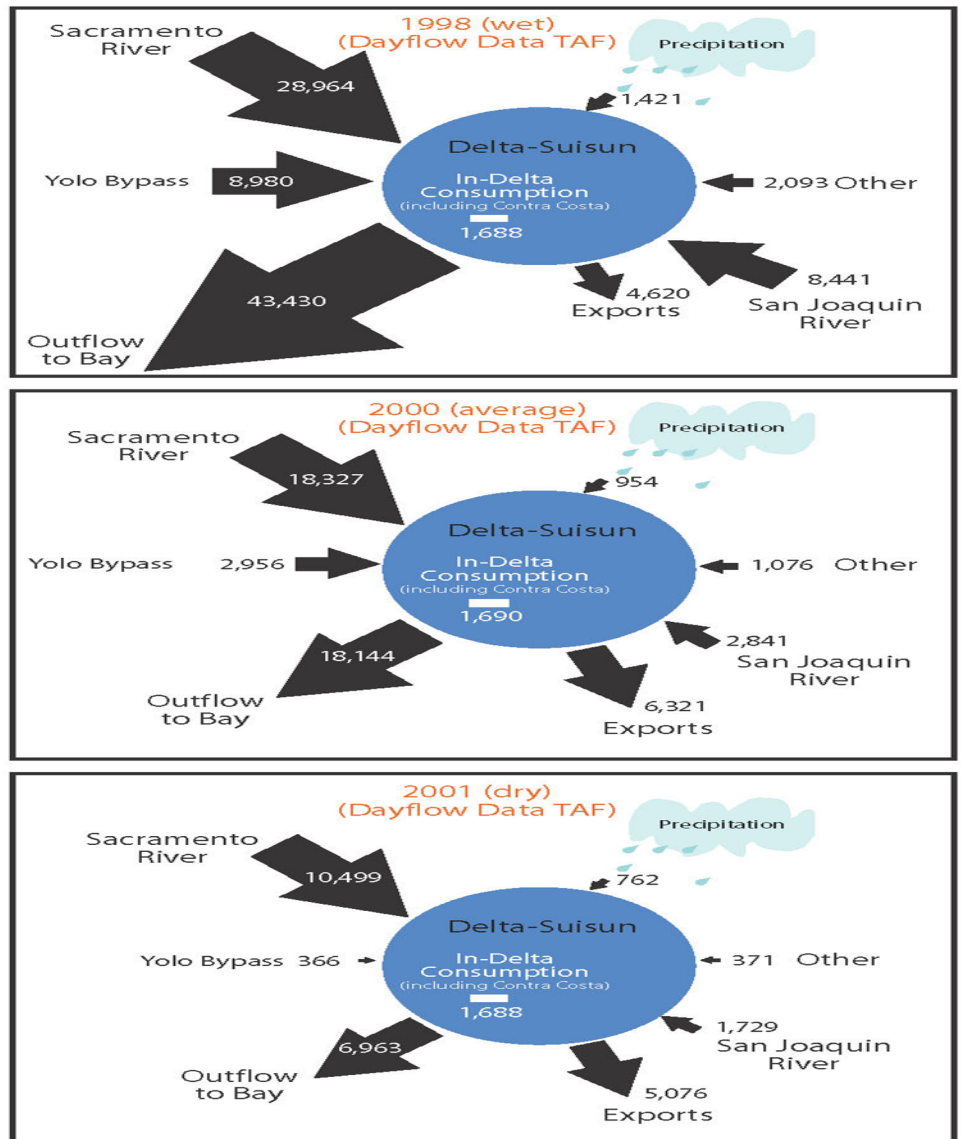 1998 (wet)
(Dayflow Data TAF)
Sacramento
River
28,964
Precipitation
1,421
Delta-Suisun
Yolo Bypass
8,980
In-Delta
Consumption
(including Contra Costa)
1,688
2,093 Other
43,430
Outflow
to Bay
4,620
Exports
8,441
San Joaquin
River
2000 (average)
(Dayflow Data TAF)
Sacramento
River
18,327
Precipitation
954
Delta-Suisun
Yolo Bypass 2,956
In-Delta
Consumption
(including Contra Costa)
1,690
1,076 Other
18,144
Outflow
to Bay
6,321
Exports
2,841
San Joaquin
River
2001 (dry)
(Dayflow Data TAF)
Sacramento
River
10,499
Precipitation
762
Delta-Suisun
Yolo Bypass 366
In-Delta
Consumption
(including Contra Costa)
1,688
371 Other
6,963
Outflow
to Bay
5,076
Exports
1,729
San Joaquin
River